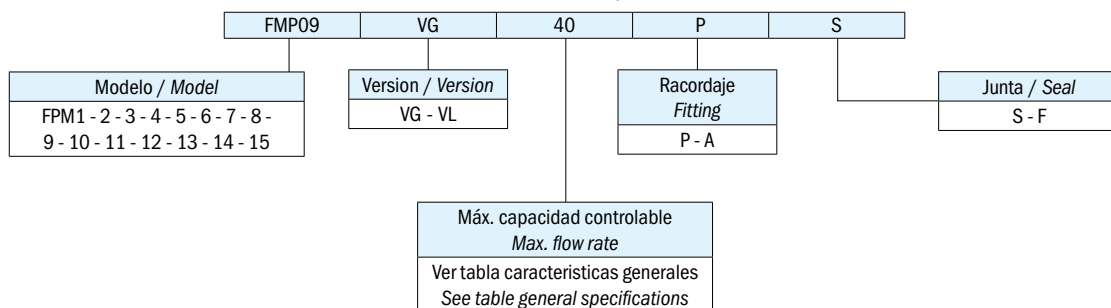 FMP09 VG 40 P S
Modelo / Model
FPM1 - 2 - 3 - 4 - 5 - 6 - 7 - 8 -
9 - 10 - 11 - 12 - 13 - 14 - 15
Version / Version
VG - VL
Racordaje
Fitting
P - A
Junta / Seal
S - F
Máx. capacidad controlable
Max. flow rate
Ver tabla caracteristicas generales
See table general specifications